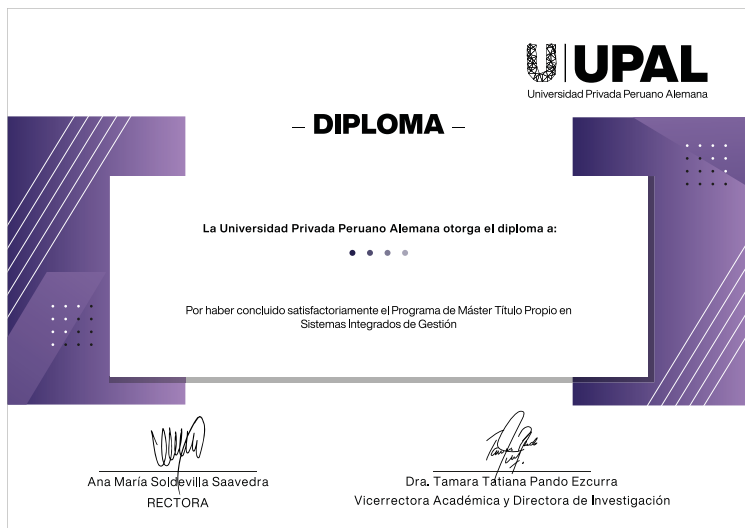 UPAL
Universidad Privada Peruano Alemana
– DIPLOMA –
La Universidad Privada Peruano Alemana otorga el diploma a:
Por haber concluido satisfactoriamente el Programa de Máster Título Propio en
Sistemas Integrados de Gestión
Ana María Soldevilla Saavedra
RECTORA
Dra. Tamara Tatiana Pando Ezcurra
Vicerrectora Académica y Directora de Investigación